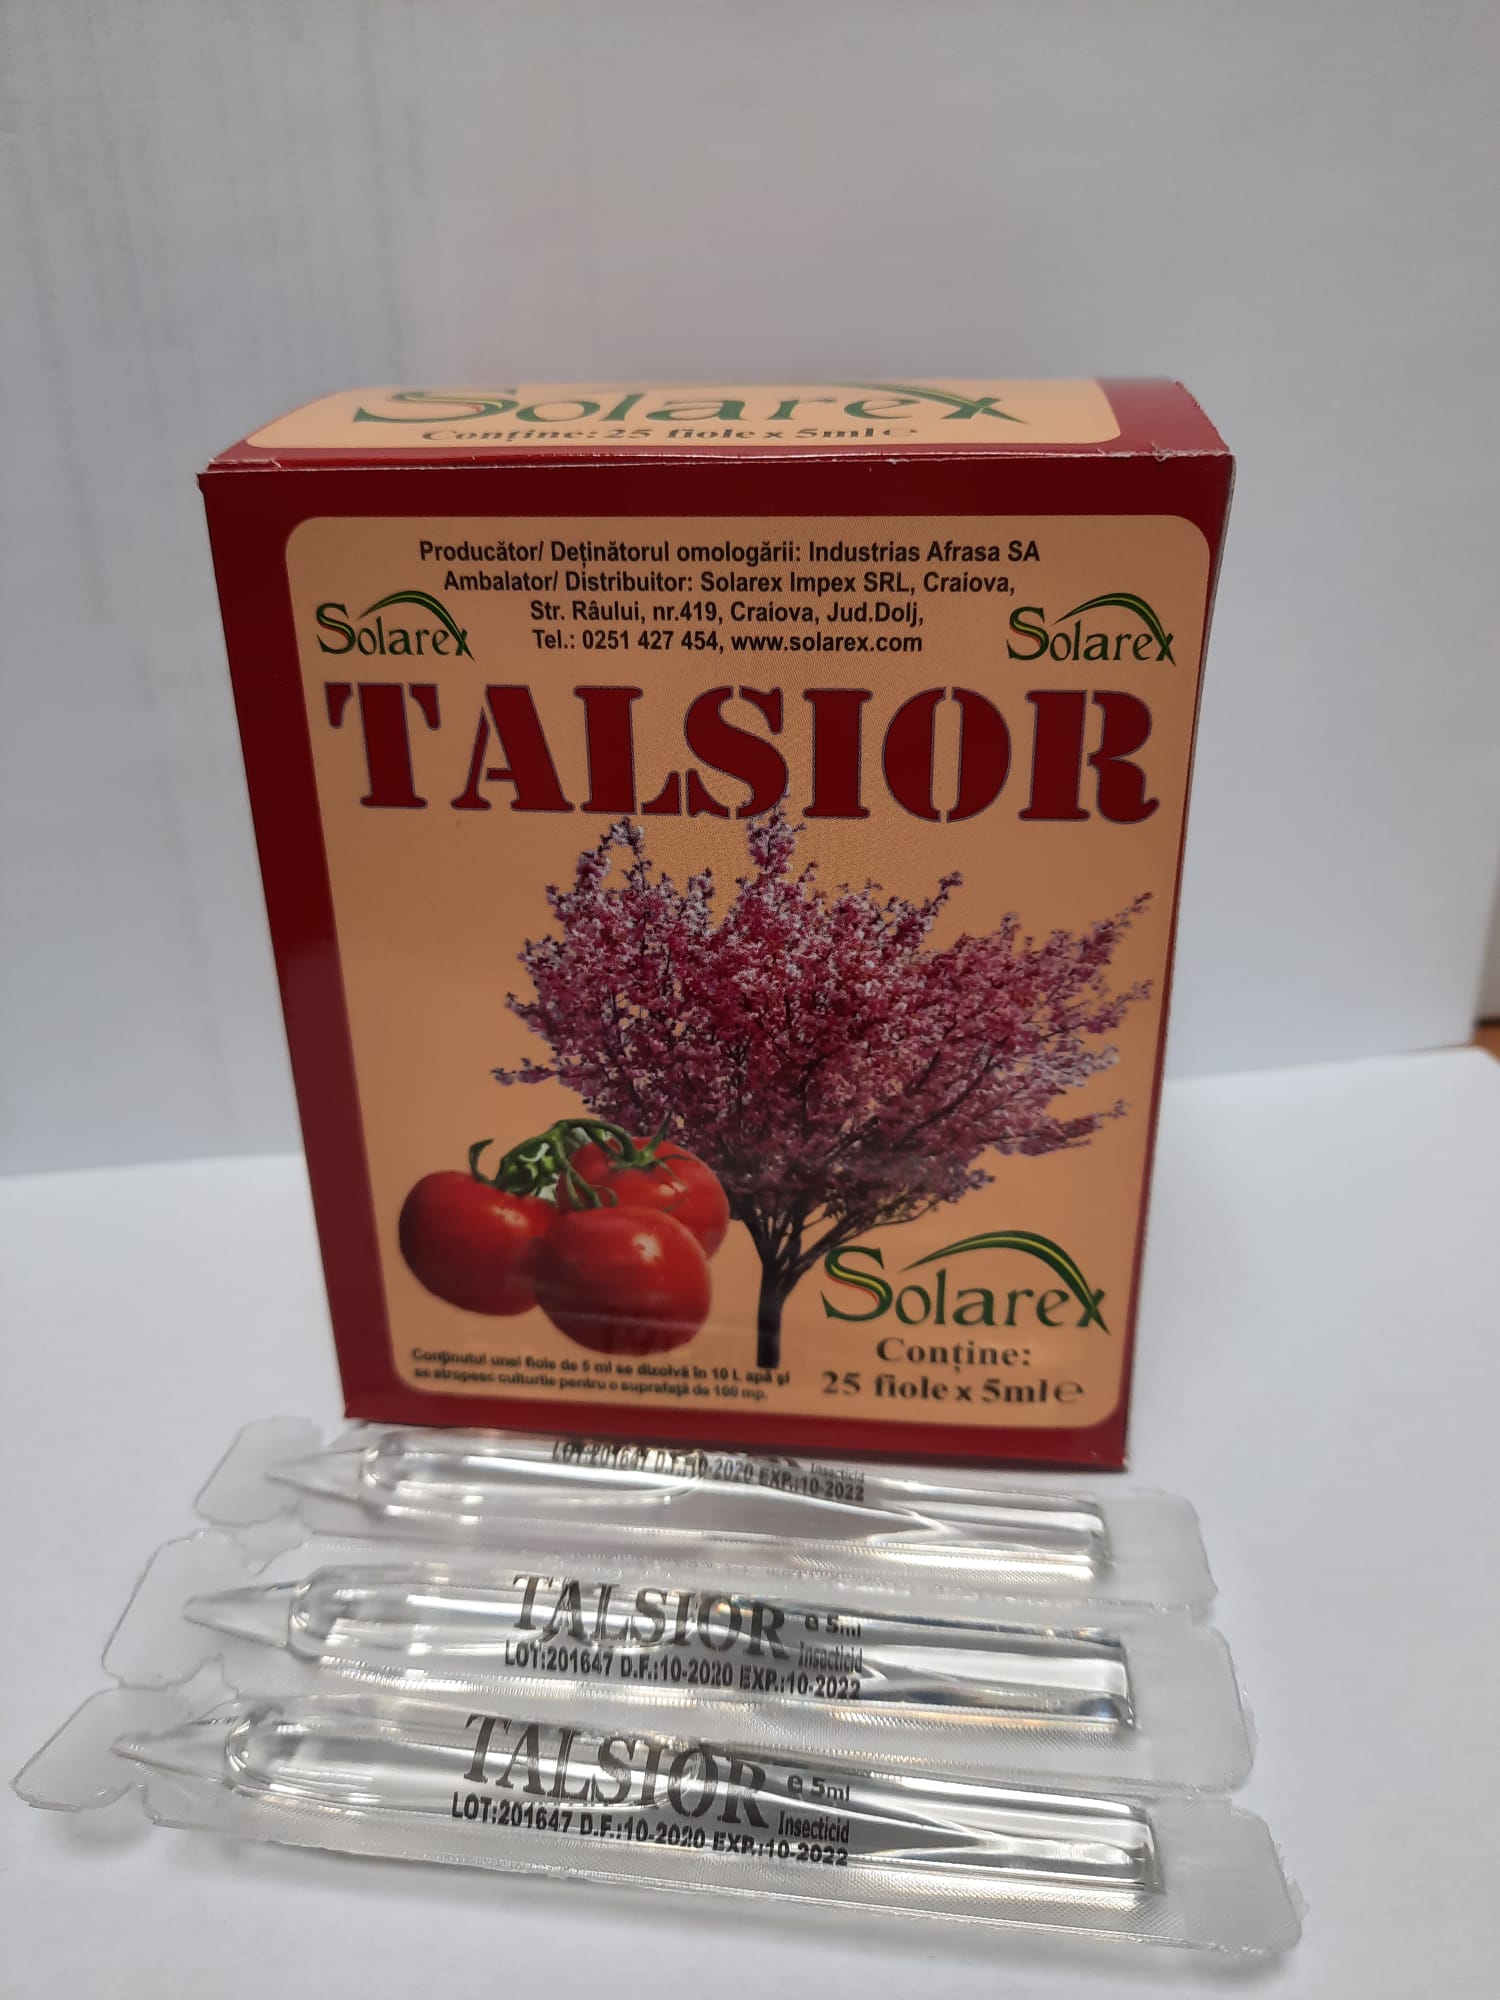 Solarex
Conține: 25 fiole x 5ml e
Producător/ Deținătorul omologării: Industrias Afrasa SA
Ambalator/ Distribuitor: Solarex Impex SRL, Craiova,
Str. Râului, nr.419, Craiova, Jud.Dolj,
Tel.: 0251 427 454, www.solarex.com
Solarex
Solarex
TALSIOR
Solarex
Conține:
25 fiole x 5ml e
Conținutul unei fiole de 5 ml se dizolvă în 10 L apă și
se stropesc culturile pentru o suprafață de 100 mp.
Insecticid
LOT:201647 D.F.:10-2020 EXP.:10-2022
TALSIOR e 5ml
Insecticid
LOT:201647 D.F.:10-2020 EXP.:10-2022
TALSIOR e 5ml
Insecticid
LOT:201647 D.F.:10-2020 EXP.:10-2022